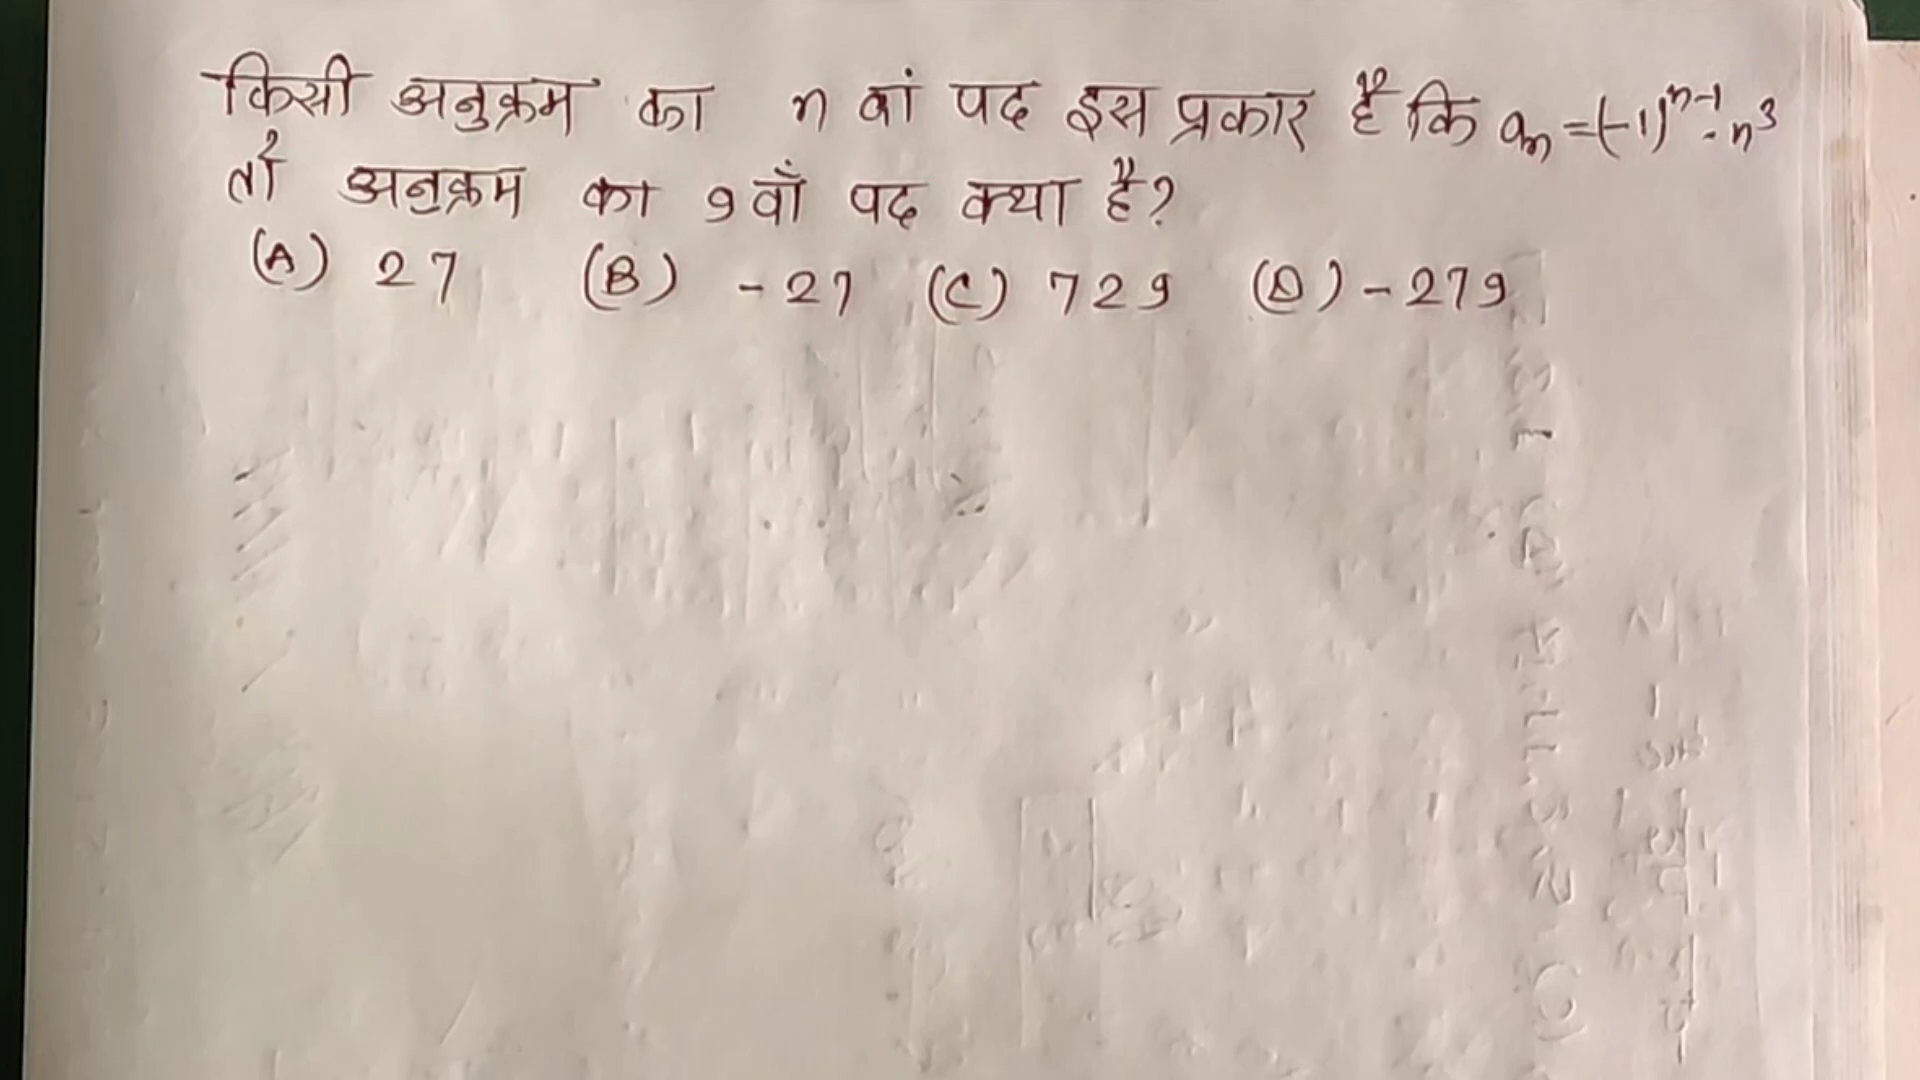 किसी अनुक्रम का n वां पद इस प्रकार है कि aₙ = (-1)ⁿ⁻¹·n³
तो अनुक्रम का 9 वाँ पद क्या है?
(A) 27 (B) -27 (C) 729 (D) -279